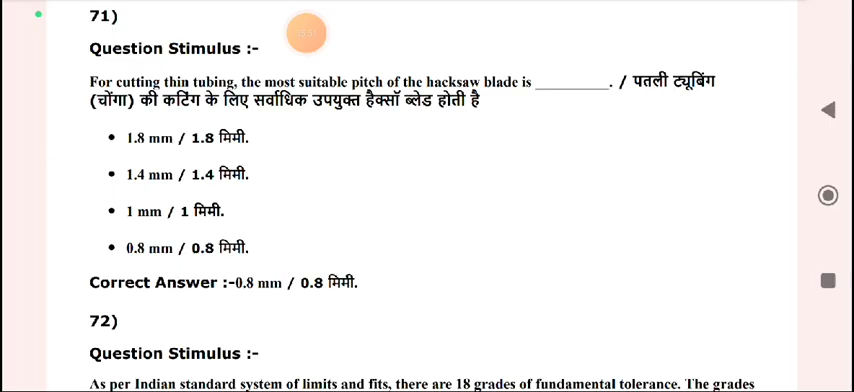 71)
Question Stimulus :-
For cutting thin tubing, the most suitable pitch of the hacksaw blade is __________. / पतली ट्यूबिंग
(चोंगा) की कटिंग के लिए सर्वाधिक उपयुक्त हैक्सॉ ब्लेड होती है
• 1.8 mm / 1.8 मिमी.
• 1.4 mm / 1.4 मिमी.
• 1 mm / 1 मिमी.
• 0.8 mm / 0.8 मिमी.
Correct Answer :-0.8 mm / 0.8 मिमी.
72)
Question Stimulus :-
As per Indian standard system of limits and fits, there are 18 grades of fundamental tolerance. The grades